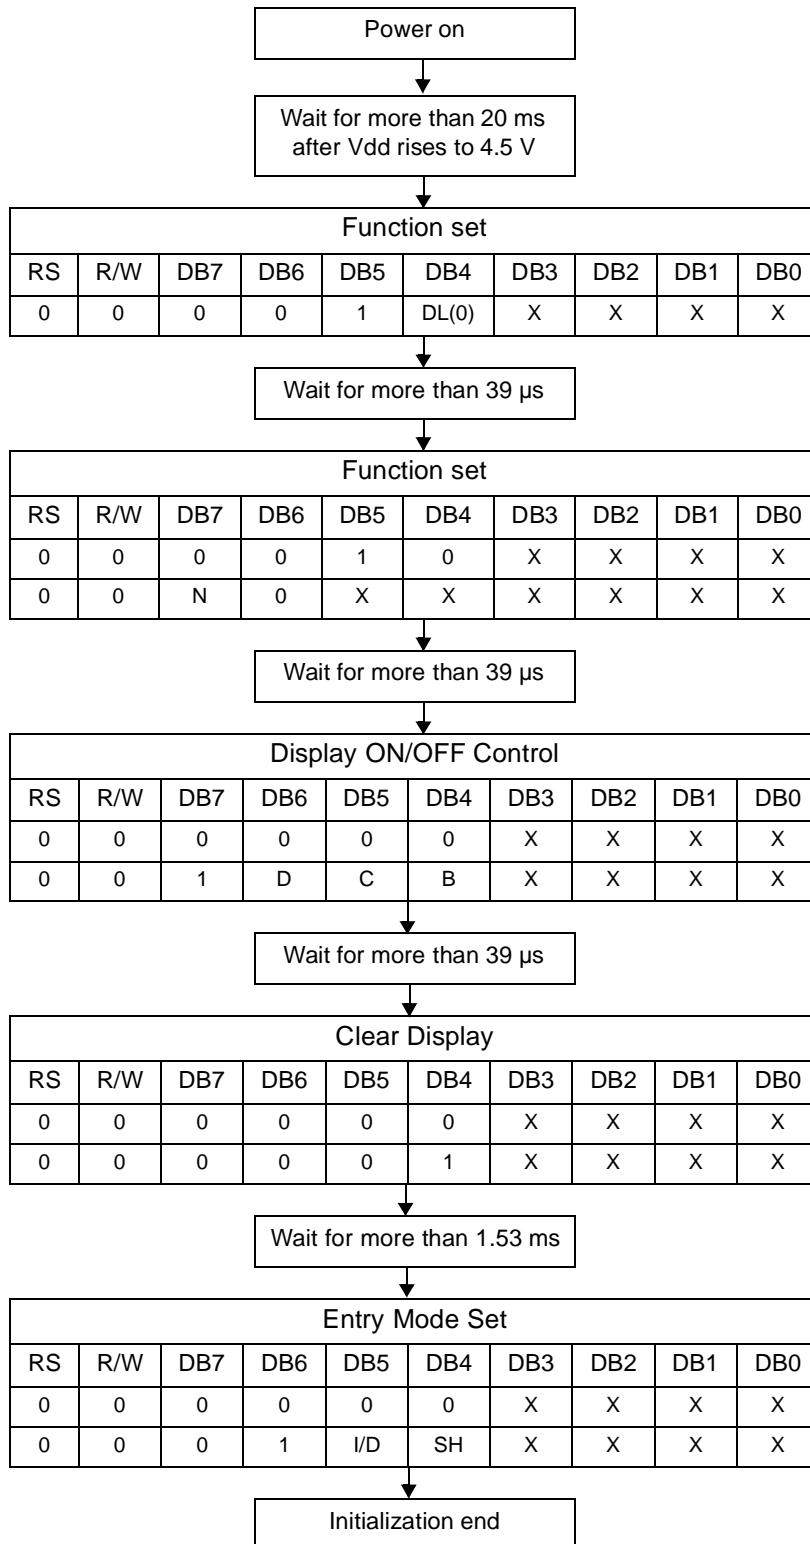 Power on
Wait for more than 20 ms
after Vdd rises to 4.5 V
Function set
RS R/W DB7 DB6 DB5 DB4 DB3 DB2 DB1 DB0
0 0 0 0 1 DL(0) X X X X
Wait for more than 39 µs
Function set
RS R/W DB7 DB6 DB5 DB4 DB3 DB2 DB1 DB0
0 0 0 0 1 0 X X X X
0 0 N 0 X X X X X X
Wait for more than 39 µs
Display ON/OFF Control
RS R/W DB7 DB6 DB5 DB4 DB3 DB2 DB1 DB0
0 0 0 0 0 0 X X X X
0 0 1 D C B X X X X
Wait for more than 39 µs
Clear Display
RS R/W DB7 DB6 DB5 DB4 DB3 DB2 DB1 DB0
0 0 0 0 0 0 X X X X
0 0 0 0 0 1 X X X X
Wait for more than 1.53 ms
Entry Mode Set
RS R/W DB7 DB6 DB5 DB4 DB3 DB2 DB1 DB0
0 0 0 0 0 0 X X X X
0 0 0 1 I/D SH X X X X
Initialization end